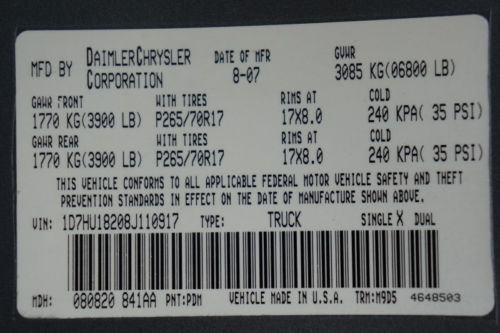 MFD BY DAIMLERCHRYSLER CORPORATION DATE OF MFR 8-07 GVWR 3085 KG(06800 LB)
GAWR FRONT WITH TIRES RIMS AT COLD
1770 KG(3900 LB) P265/70R17 17X8.0 240 KPA( 35 PSI)
GAWR REAR WITH TIRES RIMS AT COLD
1770 KG(3900 LB) P265/70R17 17X8.0 240 KPA( 35 PSI)
THIS VEHICLE CONFORMS TO ALL APPLICABLE FEDERAL MOTOR VEHICLE SAFETY AND THEFT
PREVENTION STANDARDS IN EFFECT ON THE DATE OF MANUFACTURE SHOWN ABOVE.
VIN: 1D7HU18208J110917 TYPE: TRUCK SINGLE X DUAL
MDH: 080820 841AA PNT:PDM VEHICLE MADE IN U.S.A. TRM:M9D5 4648503